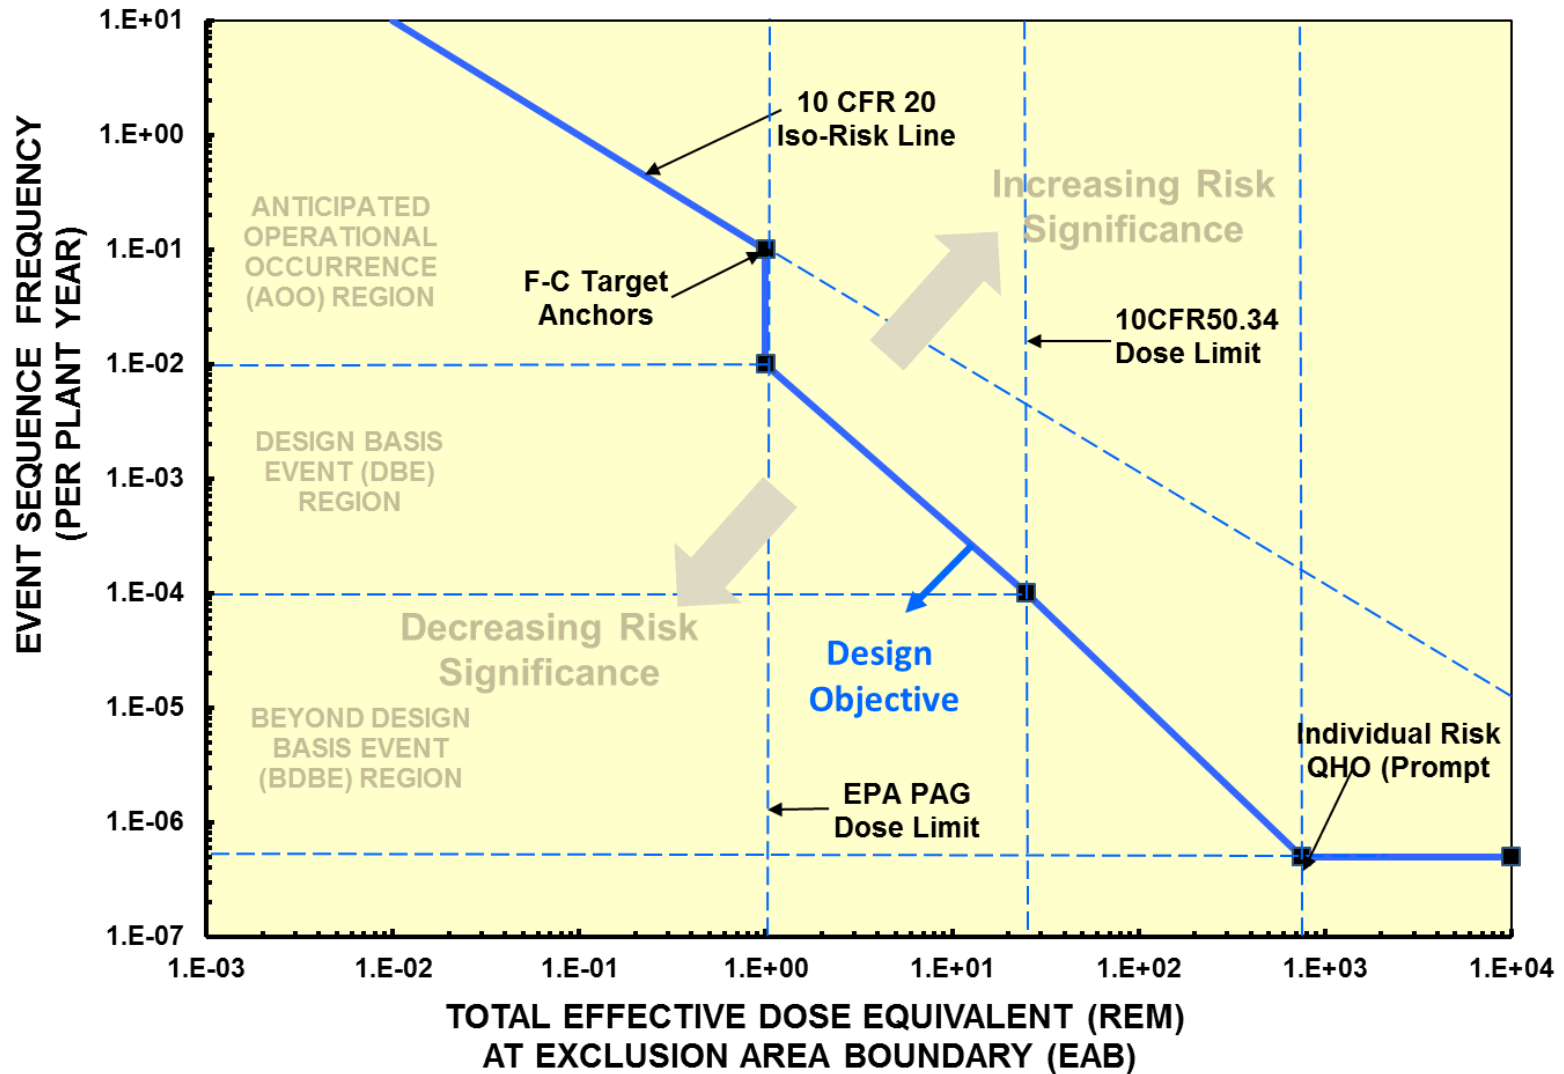 EVENT SEQUENCE FREQUENCY
(PER PLANT YEAR)
1.E+01
1.E+00
1.E-01
1.E-02
1.E-03
1.E-04
1.E-05
1.E-06
1.E-07
10 CFR 20
Iso-Risk Line
Increasing Risk
Significance
ANTICIPATED
OPERATIONAL
OCCURRENCE
(AOO) REGION
F-C Target
Anchors
10CFR50.34
Dose Limit
DESIGN BASIS
EVENT (DBE)
REGION
Decreasing Risk
Significance
Design
Objective
BEYOND DESIGN
BASIS EVENT
(BDBE) REGION
Individual Risk
QHO (Prompt
EPA PAG
Dose Limit
1.E-03
1.E-02
1.E-01
1.E+00
1.E+01
1.E+02
1.E+03
1.E+04
TOTAL EFFECTIVE DOSE EQUIVALENT (REM)
AT EXCLUSION AREA BOUNDARY (EAB)